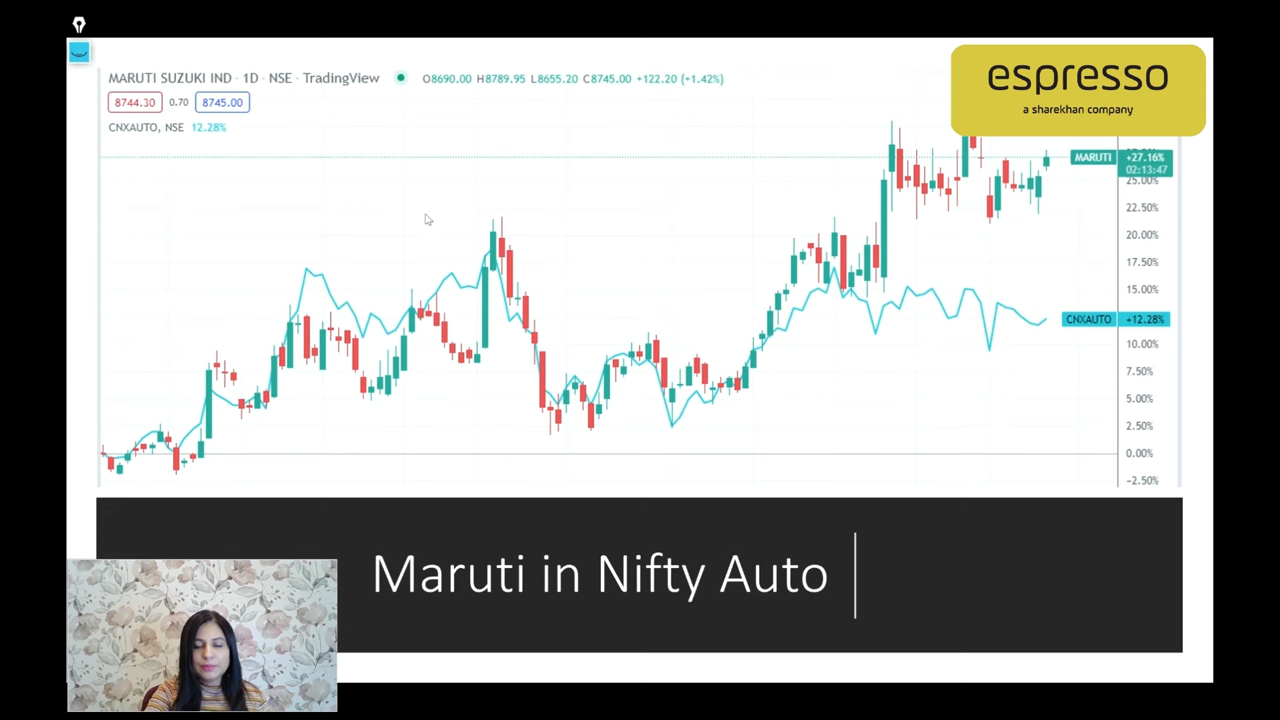 MARUTI SUZUKI IND · 1D · NSE · TradingView O8690.00 H8789.95 L8655.20 C8745.00 +122.20 (+1.42%)
8744.30 0.70 8745.00
CNXAUTO, NSE 12.28%
espresso
a sharekhan company
MARUTI +27.16%
02:13:47
25.00%
22.50%
20.00%
17.50%
15.00%
CNXAUTO +12.28%
10.00%
7.50%
5.00%
2.50%
0.00%
−2.50%
Maruti in Nifty Auto